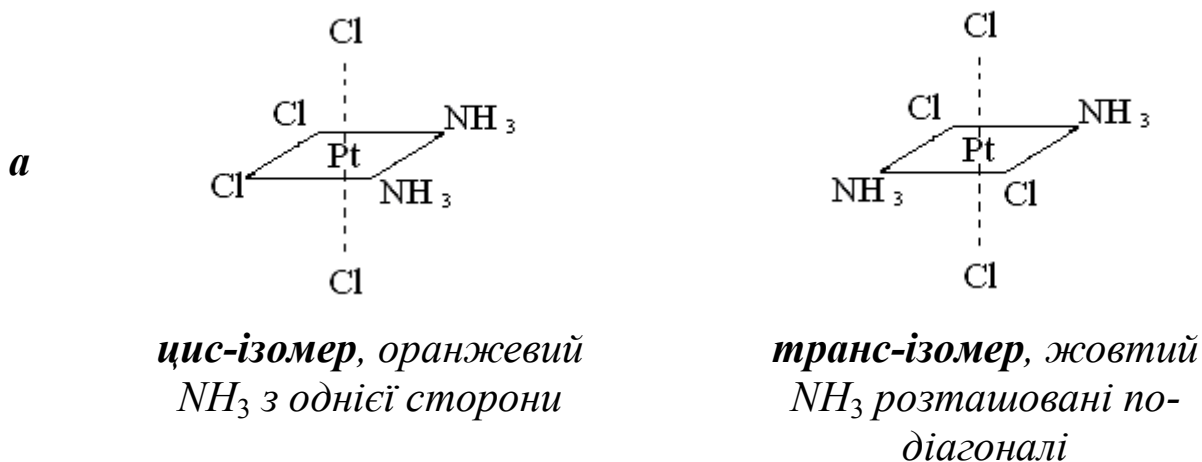 Cl Cl
Cl NH₃ Cl NH₃
а Pt Pt
Cl NH₃ NH₃ Cl
Cl Cl
цис-ізомер, оранжевий
NH₃ з однієї сторони
транс-ізомер, жовтий
NH₃ розташовані по-
діагоналі